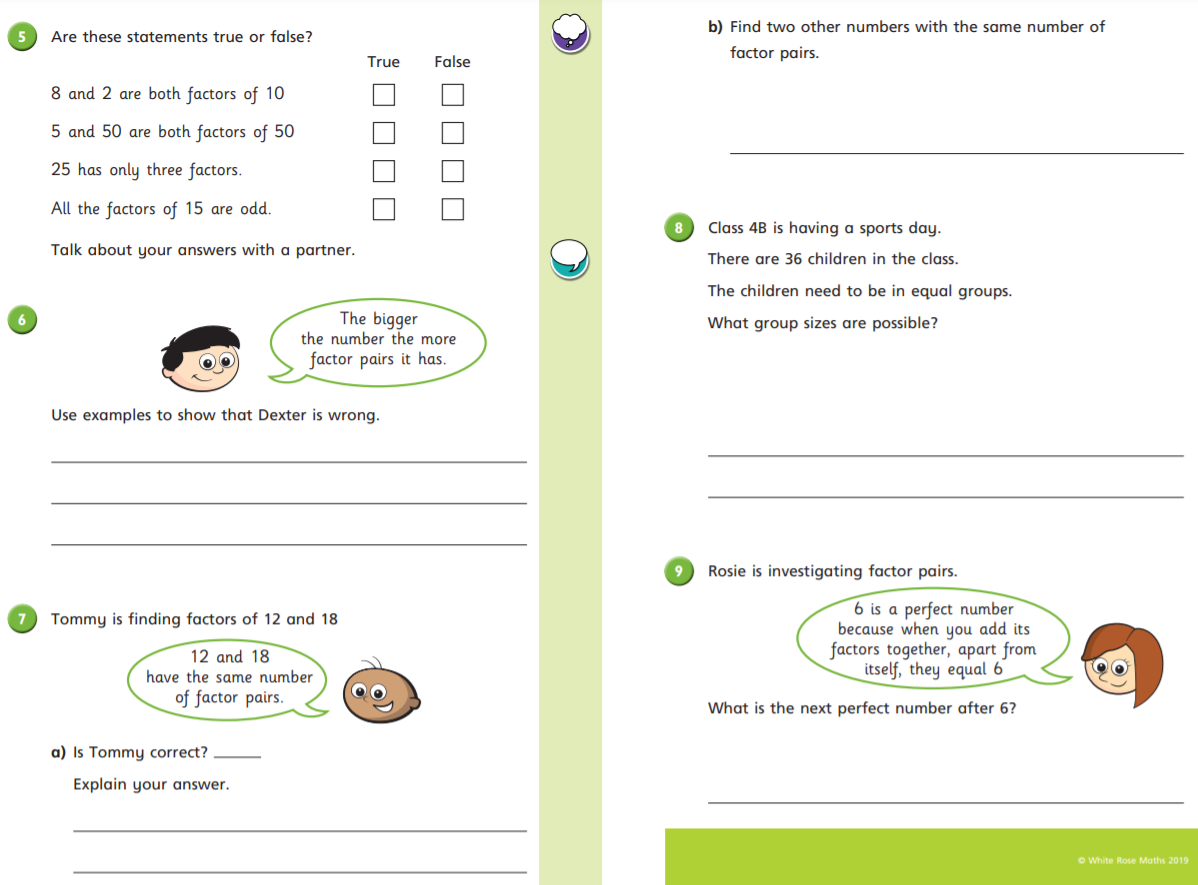 5 Are these statements true or false?
True False
8 and 2 are both factors of 10
5 and 50 are both factors of 50
25 has only three factors.
All the factors of 15 are odd.
Talk about your answers with a partner.
6
The bigger
the number the more
factor pairs it has.
Use examples to show that Dexter is wrong.
7 Tommy is finding factors of 12 and 18
12 and 18
have the same number
of factor pairs.
a) Is Tommy correct?
Explain your answer.
b) Find two other numbers with the same number of
factor pairs.
8 Class 4B is having a sports day.
There are 36 children in the class.
The children need to be in equal groups.
What group sizes are possible?
9 Rosie is investigating factor pairs.
6 is a perfect number
because when you add its
factors together, apart from
itself, they equal 6
What is the next perfect number after 6?
© White Rose Maths 2019